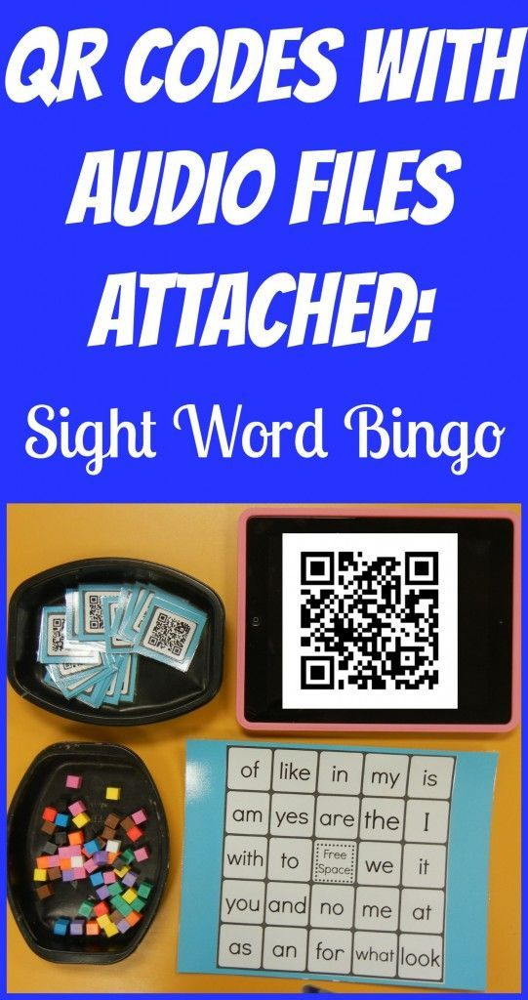 QR CODES WITH
AUDIO FILES
ATTACHED:
Sight Word Bingo
of like in my is
am yes are the I
with to Free Space we it
you and no me at
as an for what look